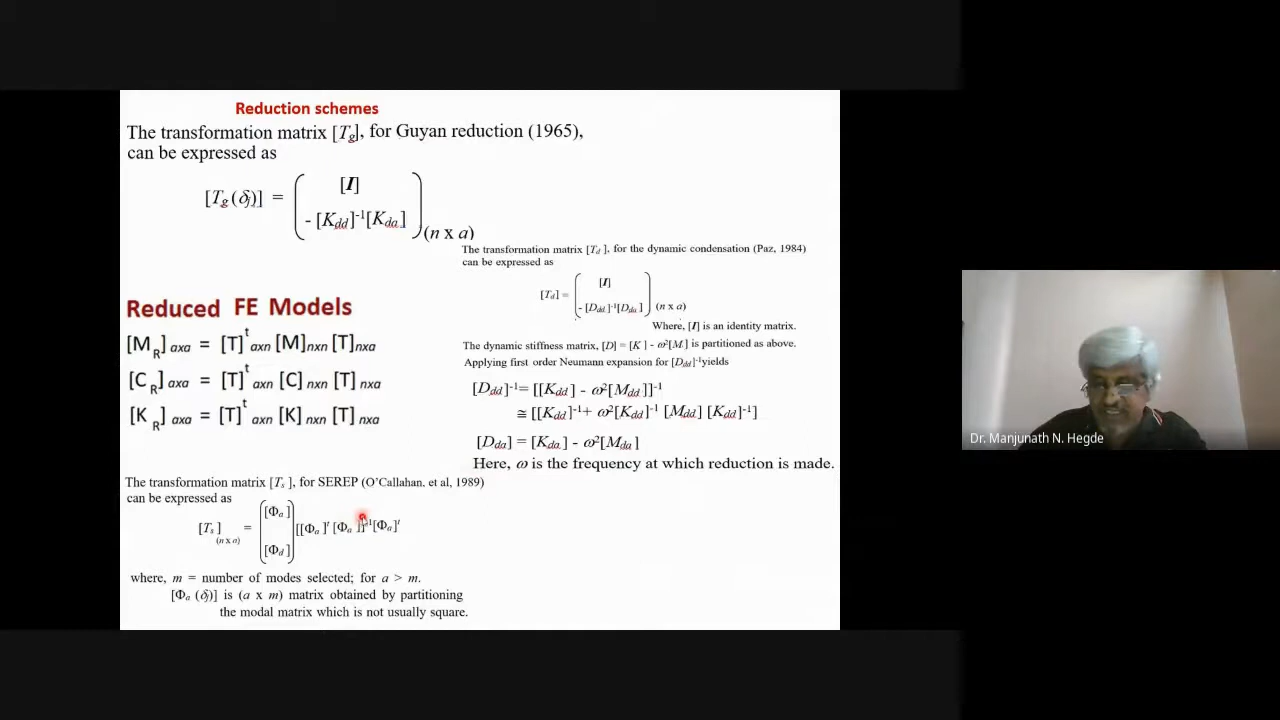 Reduction schemes
The transformation matrix [Tg], for Guyan reduction (1965),
can be expressed as
[Tg (δj)] =
[I]
- [Kdd]-1[Kda]
(n x a)
The transformation matrix [Td ], for the dynamic condensation (Paz, 1984)
can be expressed as
[Td] =
[I]
- [Ddd]-1[Dda]
(n x a)
Where, [I] is an identity matrix.
The dynamic stiffness matrix, [D] = [K ] - ω2[M] is partitioned as above.
Applying first order Neumann expansion for [Ddd]-1yields
[Ddd]-1= [[Kdd] - ω2[Mdd]]-1
≅ [[Kdd]-1+ ω2[Kdd]-1 [Mdd] [Kdd]-1]
[Dda] = [Kda] - ω2[Mda]
Here, ω is the frequency at which reduction is made.
Reduced FE Models
[MR] axa = [T]t axn [M]nxn [T]nxa
[CR] axa = [T]t axn [C] nxn [T] nxa
[KR] axa = [T]t axn [K] nxn [T] nxa
The transformation matrix [Ts ], for SEREP (O'Callahan. et al, 1989)
can be expressed as
[Ts ] (n x a) =
[Φa ]
[Φd ]
[[Φa ]t [Φa ]]-1[Φa]t
where, m = number of modes selected; for a > m.
[Φa (δj)] is (a x m) matrix obtained by partitioning
the modal matrix which is not usually square.
Dr. Manjunath N. Hegde